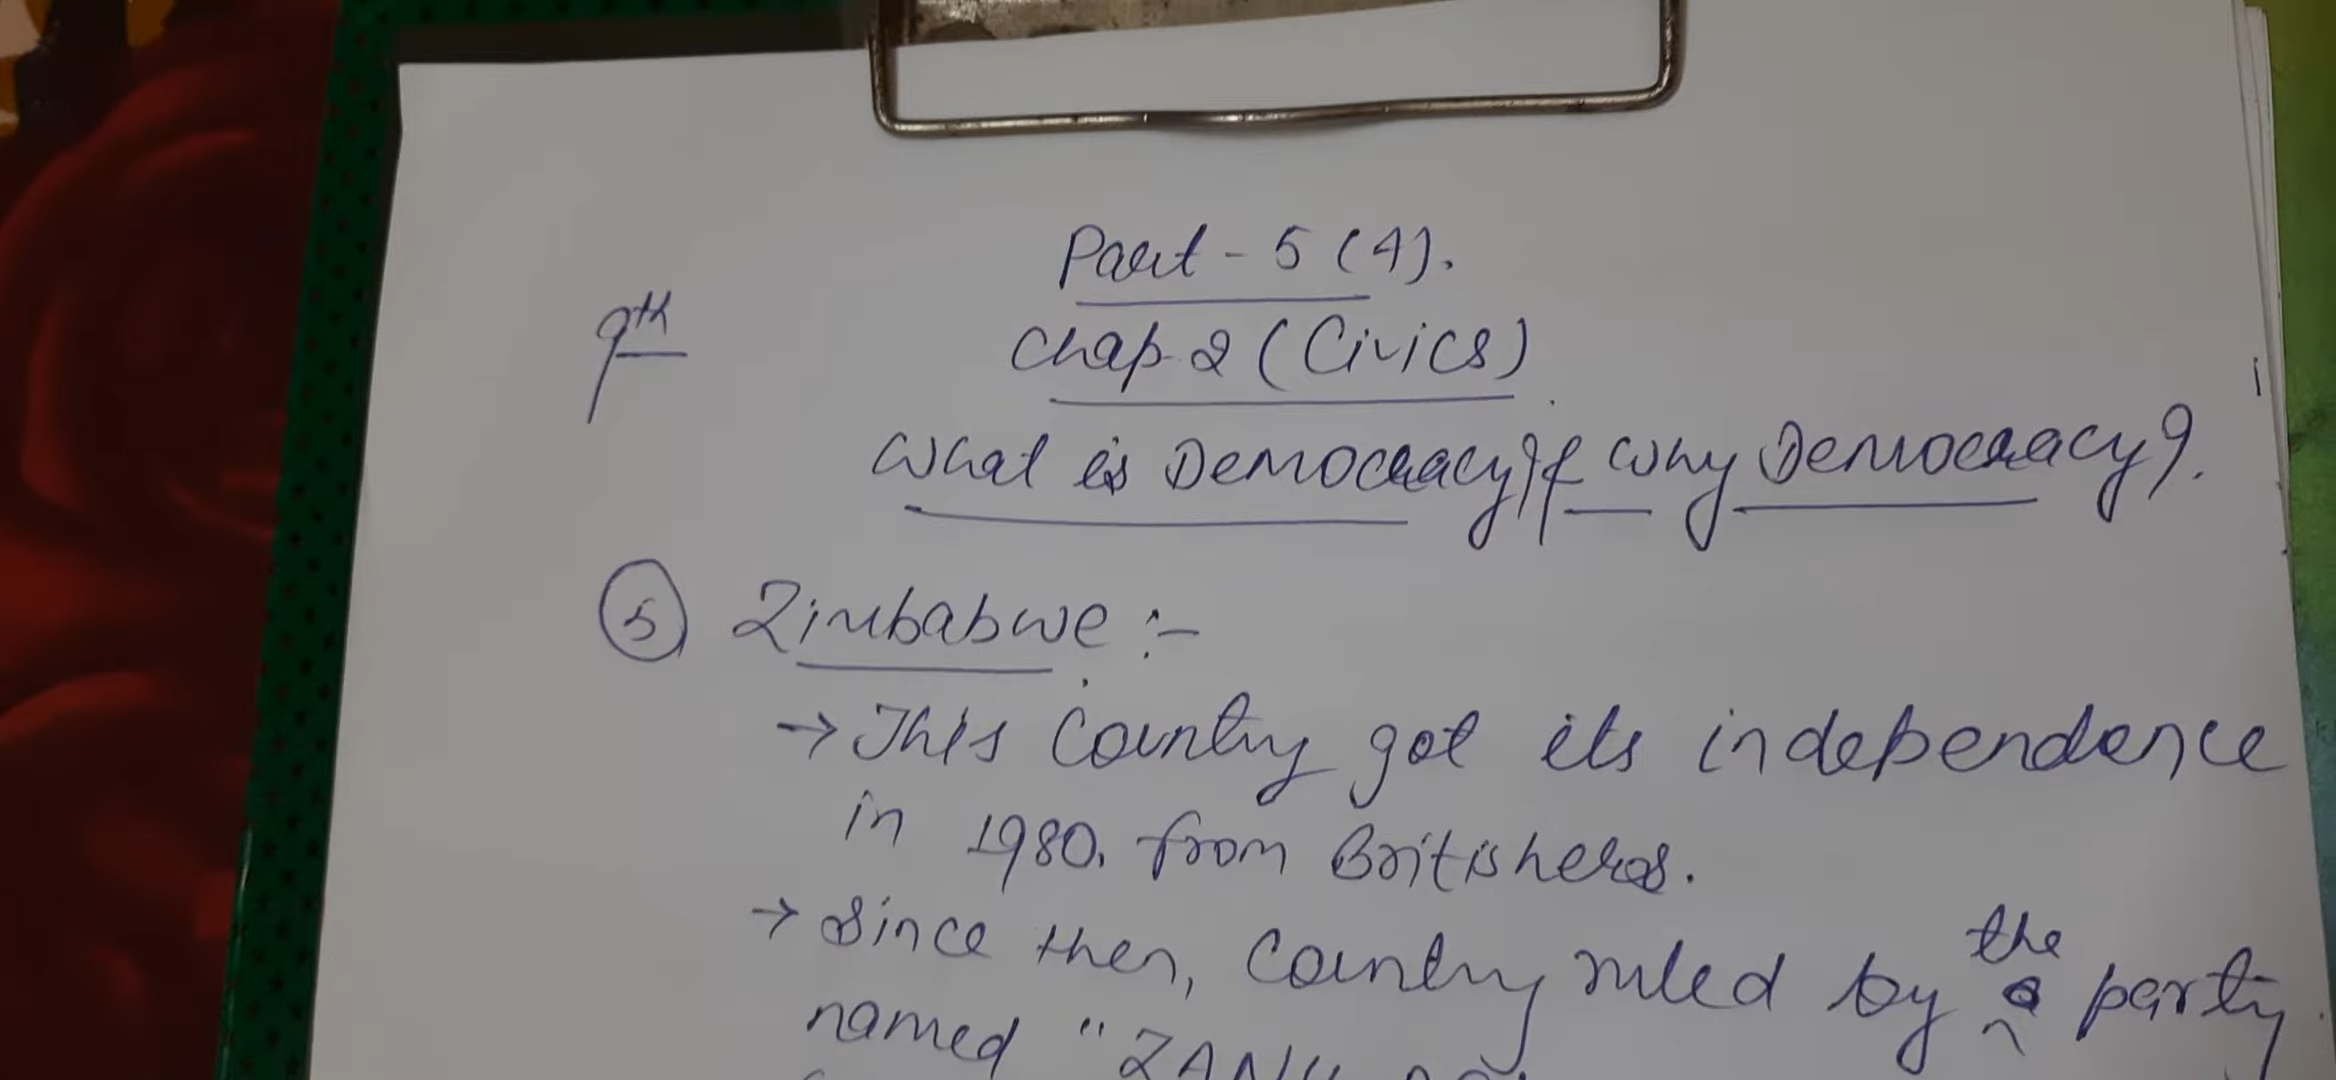 Part - 5 (4).
9th
Chap 2 (Civics)
What is Democracy? & Why Democracy?
5 Zimbabwe :-
→ This Country got its independence
in 1980. from Britishers.
→ Since then, Country ruled by the party
named "ZANU